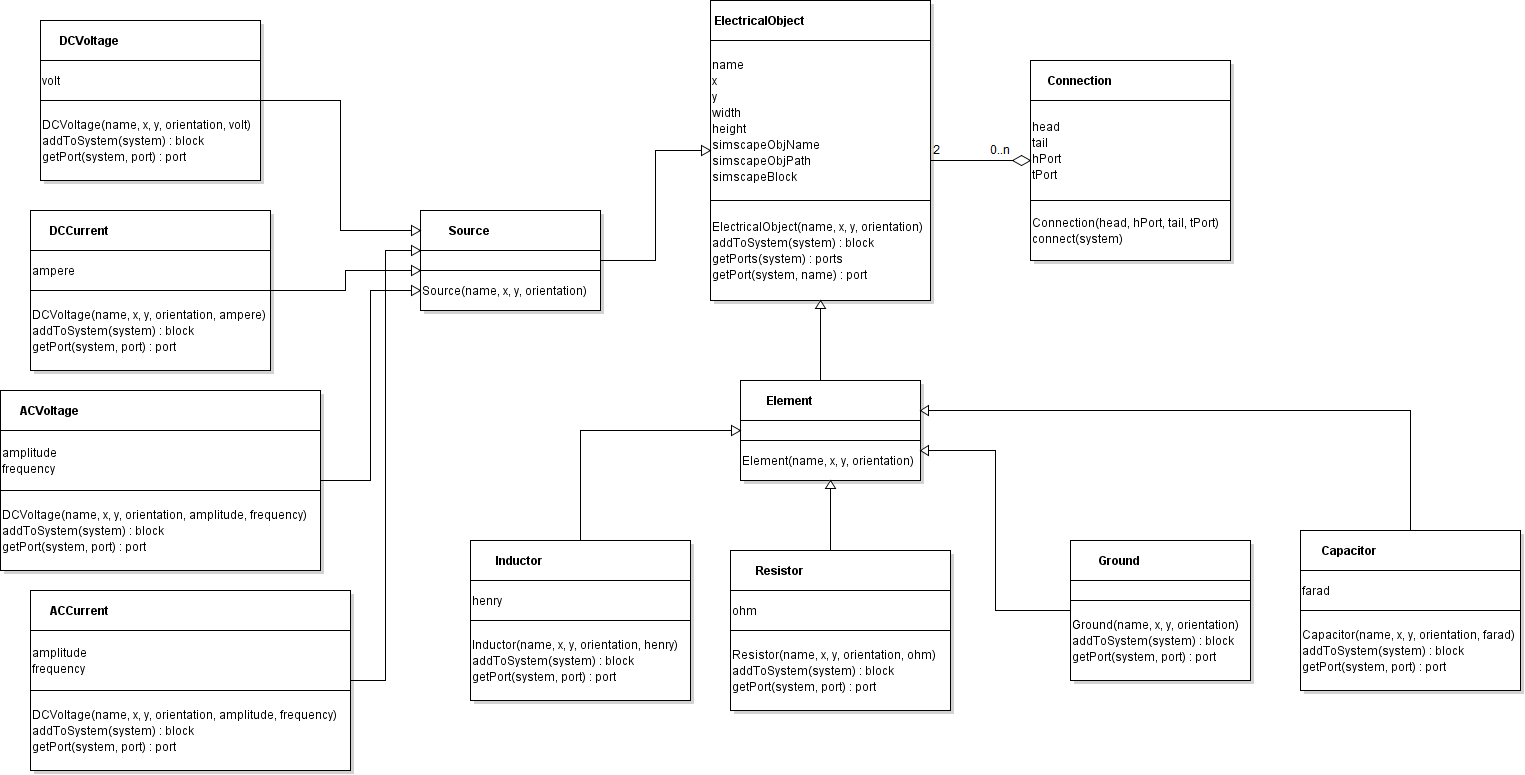 DCVoltage
volt
DCVoltage(name, x, y, orientation, volt)
addToSystem(system) : block
getPort(system, port) : port
DCCurrent
ampere
DCVoltage(name, x, y, orientation, ampere)
addToSystem(system) : block
getPort(system, port) : port
ACVoltage
amplitude
frequency
DCVoltage(name, x, y, orientation, amplitude, frequency)
addToSystem(system) : block
getPort(system, port) : port
ACCurrent
amplitude
frequency
DCVoltage(name, x, y, orientation, amplitude, frequency)
addToSystem(system) : block
getPort(system, port) : port
Source
Source(name, x, y, orientation)
ElectricalObject
name
x
y
width
height
simscapeObjName
simscapeObjPath
simscapeBlock
ElectricalObject(name, x, y, orientation)
addToSystem(system) : block
getPorts(system) : ports
getPort(system, name) : port
2
0..n
Connection
head
tail
hPort
tPort
Connection(head, hPort, tail, tPort)
connect(system)
Element
Element(name, x, y, orientation)
Inductor
henry
Inductor(name, x, y, orientation, henry)
addToSystem(system) : block
getPort(system, port) : port
Resistor
ohm
Resistor(name, x, y, orientation, ohm)
addToSystem(system) : block
getPort(system, port) : port
Ground
Ground(name, x, y, orientation)
addToSystem(system) : block
getPort(system, port) : port
Capacitor
farad
Capacitor(name, x, y, orientation, farad)
addToSystem(system) : block
getPort(system, port) : port